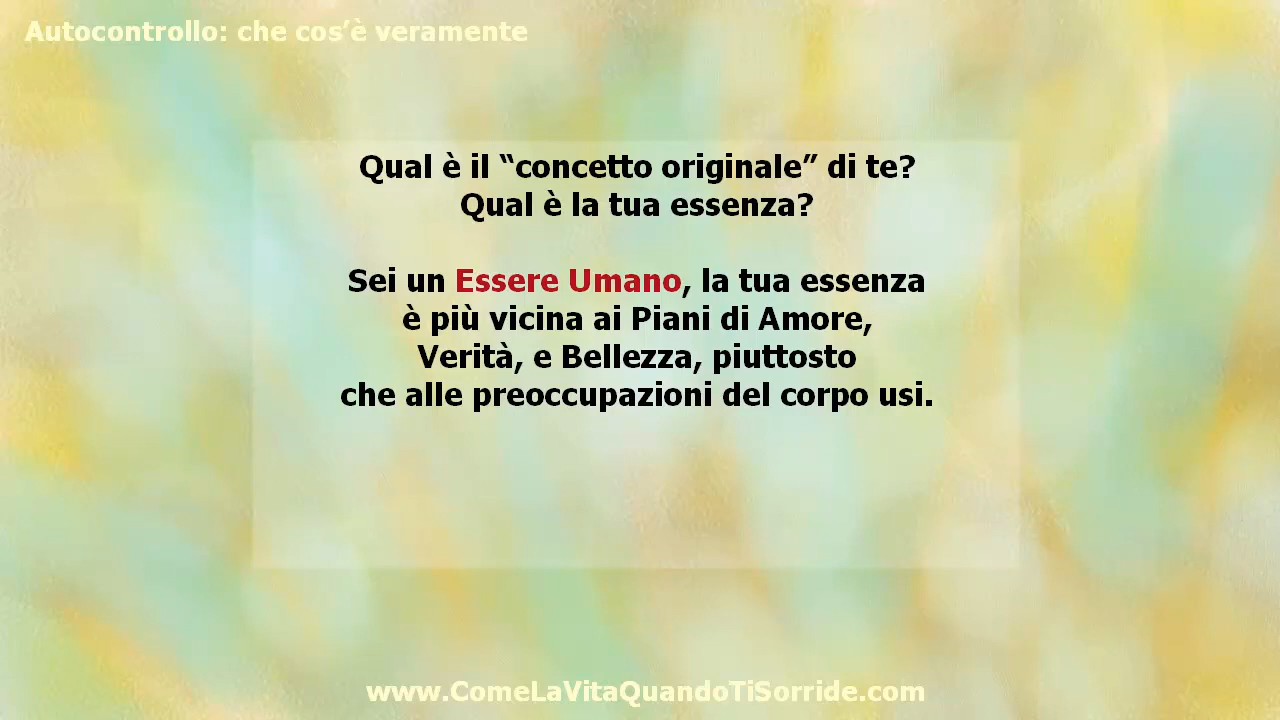 Autocontrollo: che cos’è veramente
Qual è il “concetto originale” di te?
Qual è la tua essenza?
Sei un Essere Umano, la tua essenza
è più vicina ai Piani di Amore,
Verità, e Bellezza, piuttosto
che alle preoccupazioni del corpo usi.
www.ComeLaVitaQuandoTiSorride.com